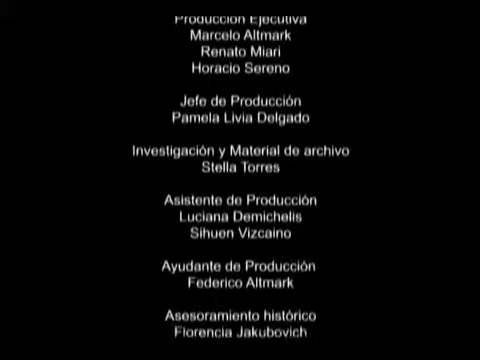 Producción Ejecutiva
Marcelo Altmark
Renato Miari
Horacio Sereno
Jefe de Producción
Pamela Livia Delgado
Investigación y Material de archivo
Stella Torres
Asistente de Producción
Luciana Demichelis
Sihuen Vizcaino
Ayudante de Producción
Federico Altmark
Asesoramiento histórico
Florencia Jakubovich